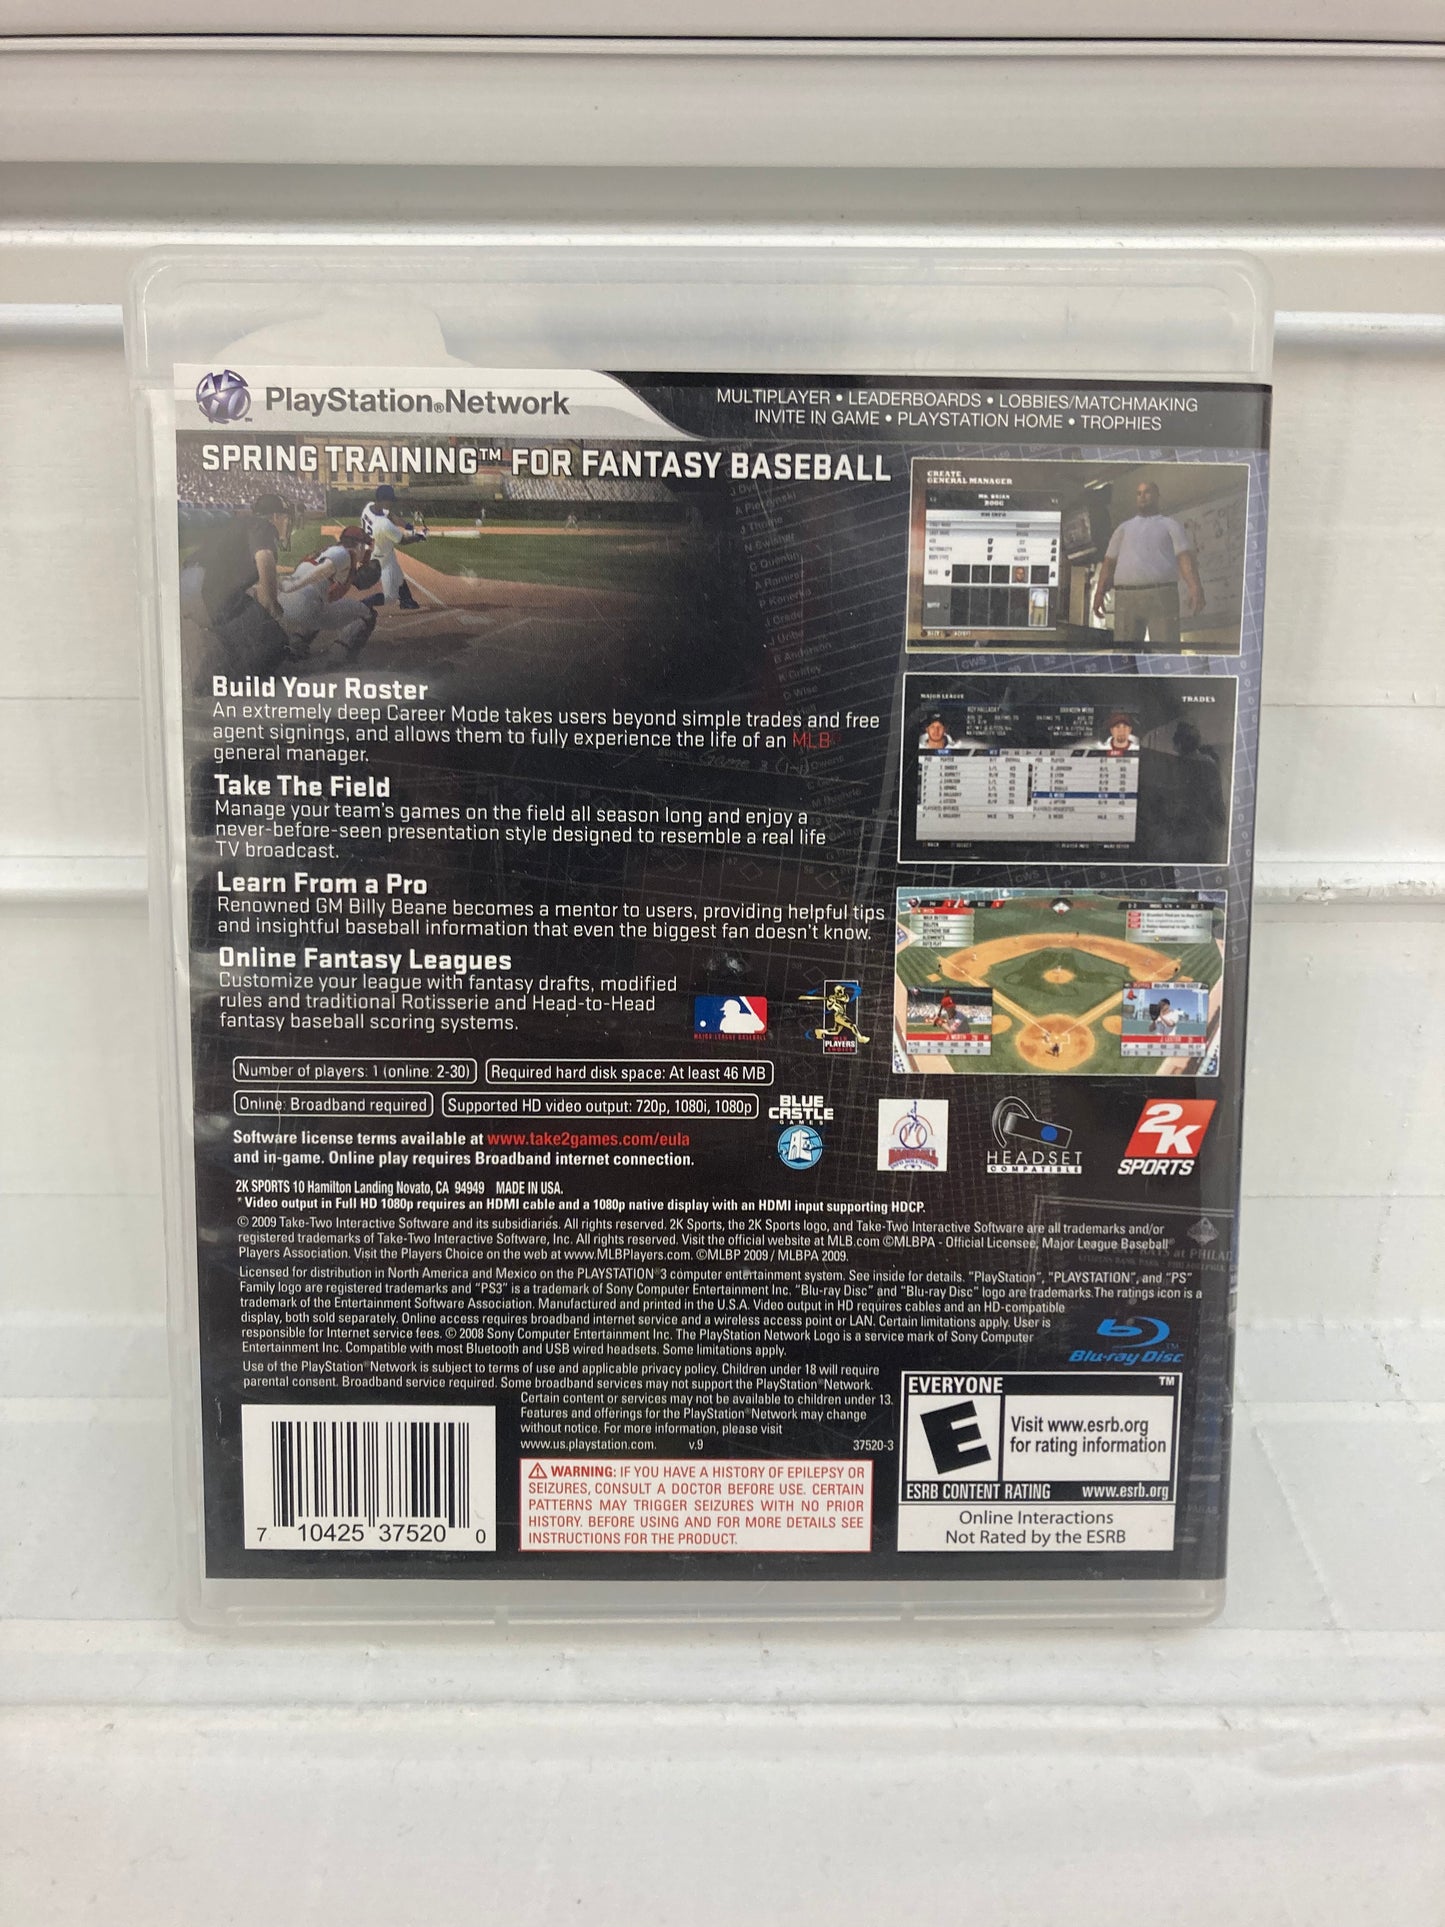 PlayStation®Network
MULTIPLAYER • LEADERBOARDS • LOBBIES/MATCHMAKING
INVITE IN GAME • PLAYSTATION HOME • TROPHIES
SPRING TRAINING™ FOR FANTASY BASEBALL
CREATE
GENERAL MANAGER
MAJOR LEAGUE
TRADES
Build Your Roster
An extremely deep Career Mode takes users beyond simple trades and free
agent signings, and allows them to fully experience the life of an MLB
general manager.
Take The Field
Manage your team's games on the field all season long and enjoy a
never-before-seen presentation style designed to resemble a real life
TV broadcast.
Learn From a Pro
Renowned GM Billy Beane becomes a mentor to users, providing helpful tips
and insightful baseball information that even the biggest fan doesn't know.
Online Fantasy Leagues
Customize your league with fantasy drafts, modified
rules and traditional Rotisserie and Head-to-Head
fantasy baseball scoring systems.
MAJOR LEAGUE BASEBALL
PLAYERS
CHOICE
Number of players: 1 (online: 2-30)
Required hard disk space: At least 46 MB
Online: Broadband required
Supported HD video output: 720p, 1080i, 1080p
BLUE
CASTLE
GAMES
HEADSET
COMPATIBLE
2K
SPORTS
Software license terms available at www.take2games.com/eula
and in-game. Online play requires Broadband internet connection.
2K SPORTS 10 Hamilton Landing Novato, CA 94949 MADE IN USA.
* Video output in Full HD 1080p requires an HDMI cable and a 1080p native display with an HDMI input supporting HDCP.
© 2009 Take-Two Interactive Software and its subsidiaries. All rights reserved. 2K Sports, the 2K Sports logo, and Take-Two Interactive Software are all trademarks and/or
registered trademarks of Take-Two Interactive Software, Inc. All rights reserved. Visit the official website at MLB.com ©MLBPA - Official Licensee, Major League Baseball
Players Association. Visit the Players Choice on the web at www.MLBPlayers.com. ©MLBP 2009 / MLBPA 2009.
Licensed for distribution in North America and Mexico on the PLAYSTATION®3 computer entertainment system. See inside for details. "PlayStation", "PLAYSTATION", and "PS"
Family logo are registered trademarks and "PS3" is a trademark of Sony Computer Entertainment Inc. "Blu-ray Disc" and "Blu-ray Disc" logo are trademarks.The ratings icon is a
trademark of the Entertainment Software Association. Manufactured and printed in the U.S.A. Video output in HD requires cables and an HD-compatible
display, both sold separately. Online access requires broadband internet service and a wireless access point or LAN. Certain limitations apply. User is
responsible for Internet service fees. © 2008 Sony Computer Entertainment Inc. The PlayStation Network Logo is a service mark of Sony Computer
Entertainment Inc. Compatible with most Bluetooth and USB wired headsets. Some limitations apply.
Blu-ray Disc™
Use of the PlayStation®Network is subject to terms of use and applicable privacy policy. Children under 18 will require
parental consent. Broadband service required. Some broadband services may not support the PlayStation®Network.
Certain content or services may not be available to children under 13.
Features and offerings for the PlayStation®Network may change
without notice. For more information, please visit
www.us.playstation.com. v.9 37520-3
7 10425 37520 0
WARNING: IF YOU HAVE A HISTORY OF EPILEPSY OR
SEIZURES, CONSULT A DOCTOR BEFORE USE. CERTAIN
PATTERNS MAY TRIGGER SEIZURES WITH NO PRIOR
HISTORY. BEFORE USING AND FOR MORE DETAILS SEE
INSTRUCTIONS FOR THE PRODUCT.
EVERYONE ™
E
Visit www.esrb.org
for rating information
ESRB CONTENT RATING www.esrb.org
Online Interactions
Not Rated by the ESRB